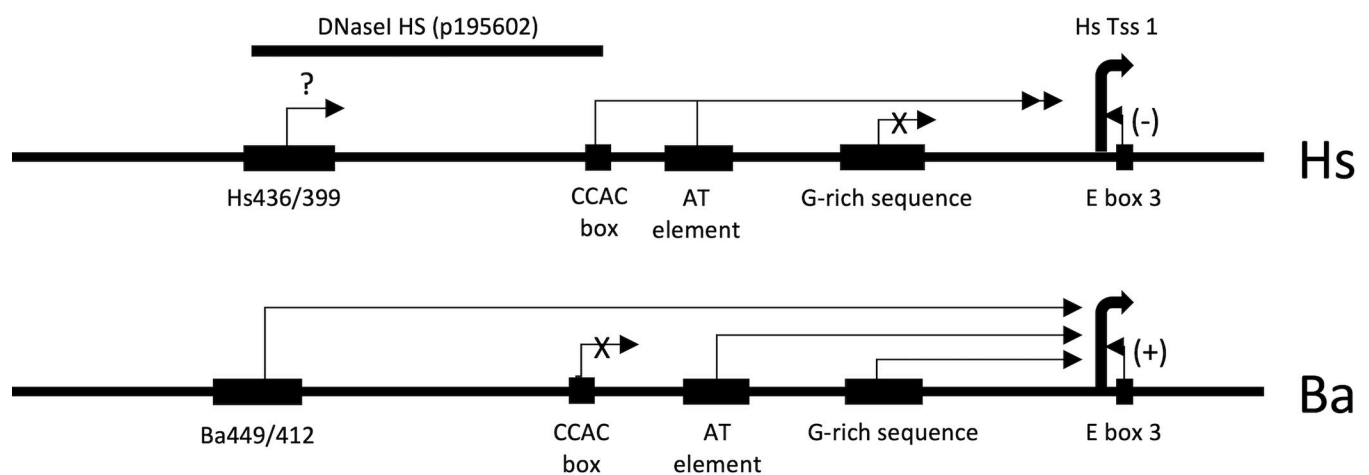 DNaseI HS (p195602)
Hs Tss 1
?
X
(-)
Hs
Hs436/399
CCAC
box
AT
element
G-rich sequence
E box 3
X
(+)
Ba
Ba449/412
CCAC
box
AT
element
G-rich sequence
E box 3